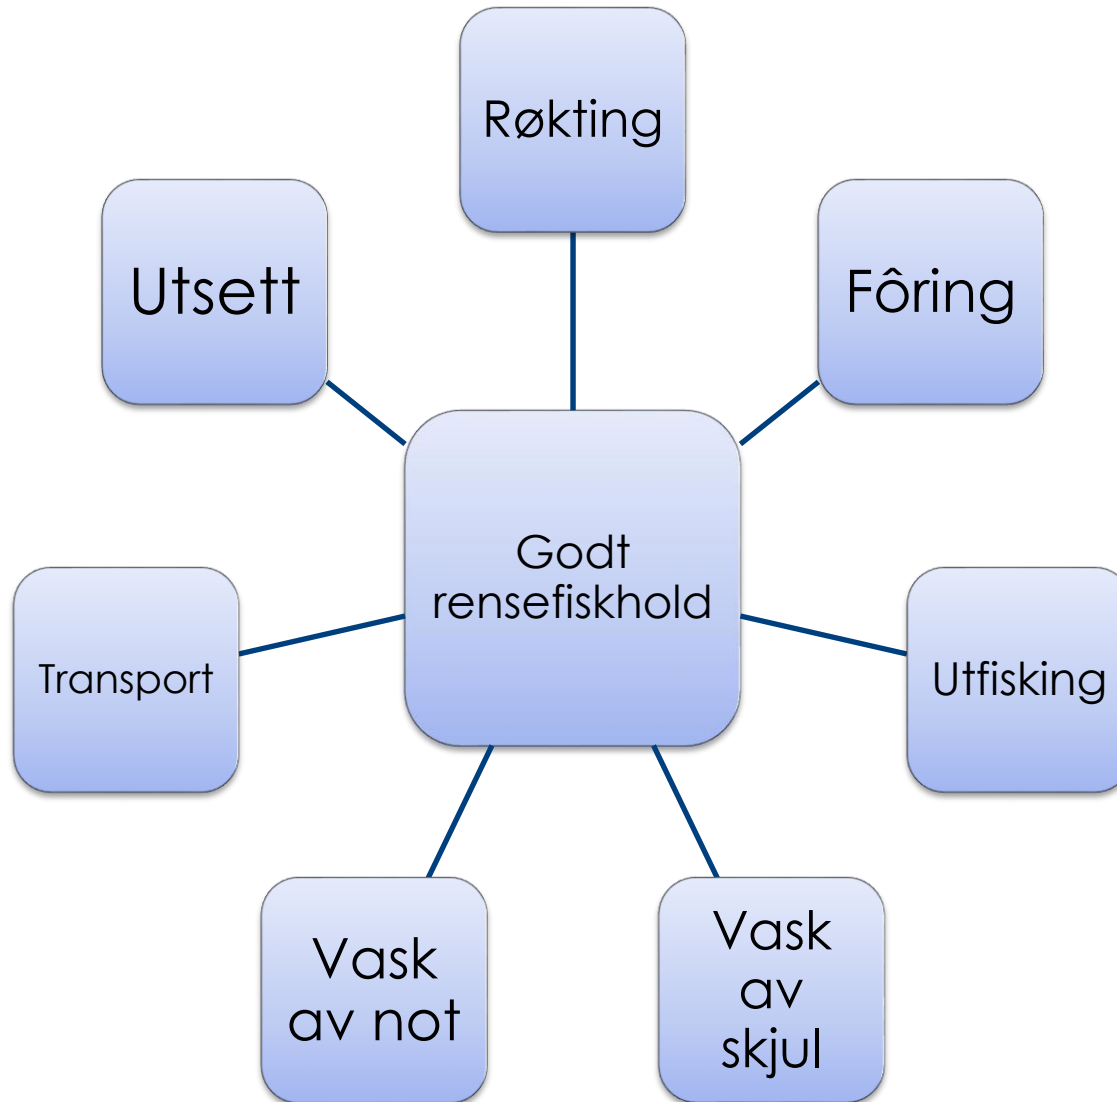 Røkting
Utsett
Fôring
Godt
rensefiskhold
Transport
Utfisking
Vask
av not
Vask
av
skjul